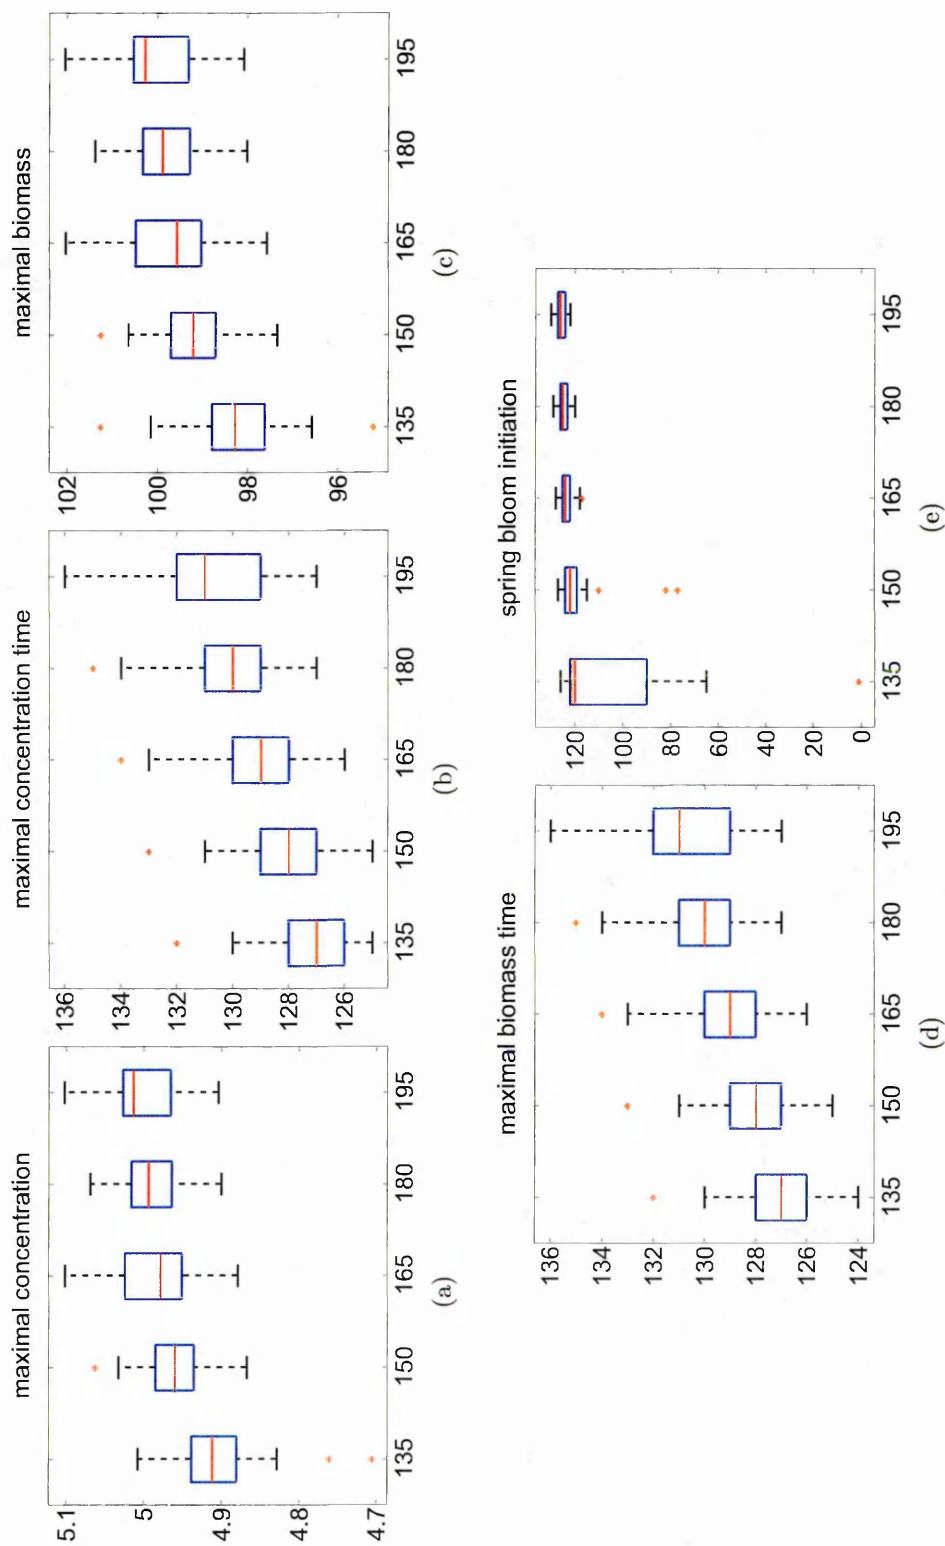 maximal concentration
5.1
5
4.9
4.8
4.7
135 150 165 180 195
(a)
maximal concentration time
136
134
132
130
128
126
135 150 165 180 195
(b)
maximal biomass
102
100
98
96
135 150 165 180 195
(c)
maximal biomass time
136
134
132
130
128
126
124
135 150 165 180 195
(d)
spring bloom initiation
120
100
80
60
40
20
0
135 150 165 180 195
(e)